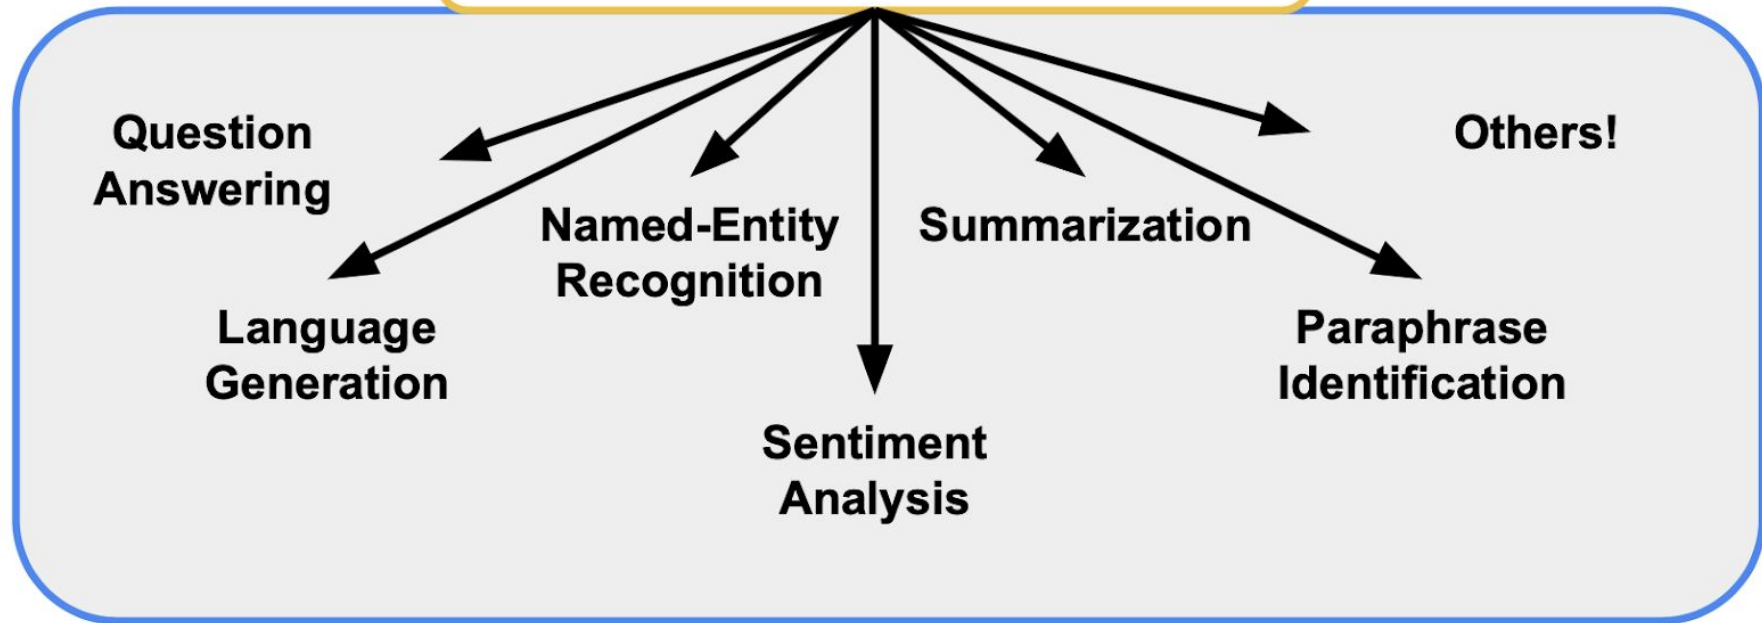 Question
Answering
Others!
Named-Entity
Recognition
Summarization
Language
Generation
Paraphrase
Identification
Sentiment
Analysis